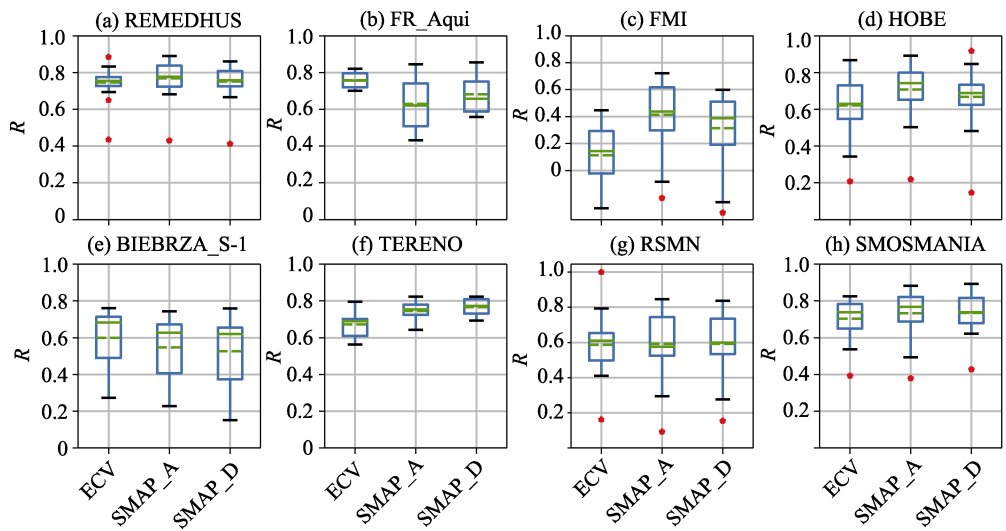 (a) REMEDHUS
(b) FR_Aqui
(c) FMI
(d) HOBE
R
1.0
0.8
0.6
0.4
0.2
0
R
1.0
0.8
0.6
0.4
0.2
0
R
1.0
0.8
0.6
0.4
0.2
0
R
1.0
0.8
0.6
0.4
0.2
(e) BIEBRZA_S-1
(f) TERENO
(g) RSMN
(h) SMOSMANIA
R
1.0
0.8
0.6
0.4
0.2
0
R
1.0
0.8
0.6
0.4
0.2
0
R
1.0
0.8
0.6
0.4
0.2
R
1.0
0.8
0.6
0.4
0.2
0
ECV
SMAP_A
SMAP_D
ECV
SMAP_A
SMAP_D
ECV
SMAP_A
SMAP_D
ECV
SMAP_A
SMAP_D